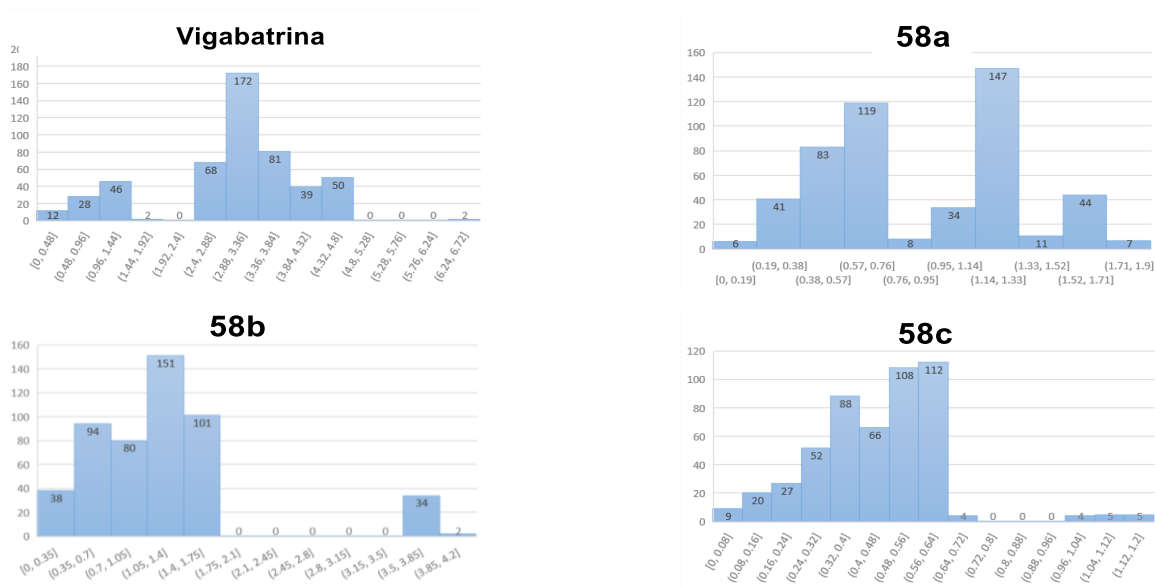 Vigabatrina
180
160
140
120
100
80
60
40
20
0
12 28 46 2 0 68 172 81 39 50 0 0 0 2
[0, 0.48] (0.48, 0.96] (0.96, 1.44] (1.44, 1.92] (1.92, 2.4] (2.4, 2.88] (2.88, 3.36] (3.36, 3.84] (3.84, 4.32] (4.32, 4.8] (4.8, 5.28] (5.28, 5.76] (5.76, 6.24] (6.24, 6.72]
58a
160
140
120
100
80
60
40
20
0
6 41 83 119 8 34 147 11 44 7
(0.19, 0.38] (0.57, 0.76] (0.95, 1.14] (1.33, 1.52] (1.71, 1.9]
[0, 0.19] (0.38, 0.57] (0.76, 0.95] (1.14, 1.33] (1.52, 1.71]
58b
160
140
120
100
80
60
40
20
0
38 94 80 151 101 0 0 0 0 0 34 2
[0, 0.35] (0.35, 0.7] (0.7, 1.05] (1.05, 1.4] (1.4, 1.75] (1.75, 2.1] (2.1, 2.45] (2.45, 2.8] (2.8, 3.15] (3.15, 3.5] (3.5, 3.85] (3.85, 4.2]
58c
120
100
80
60
40
20
0
9 20 27 52 88 66 108 112 4 0 0 0 4 5 5
[0, 0.08] (0.08, 0.16] (0.16, 0.24] (0.24, 0.32] (0.32, 0.4] (0.4, 0.48] (0.48, 0.56] (0.56, 0.64] (0.64, 0.72] (0.72, 0.8] (0.8, 0.88] (0.88, 0.96] (0.96, 1.04] (1.04, 1.12] (1.12, 1.2]